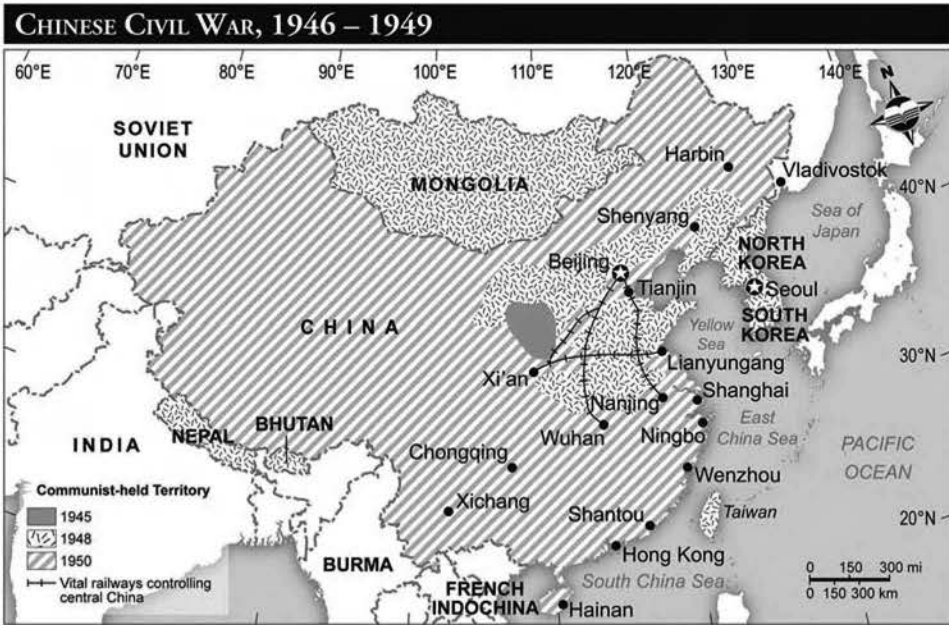 CHINESE CIVIL WAR, 1946 – 1949
60°E 70°E 80°E 90°E 100°E 110°E 120°E 130°E 140°E
N
SOVIET
UNION
MONGOLIA
Harbin
Vladivostok
40°N
Shenyang
Sea of
Japan
Beijing
NORTH
KOREA
Tianjin
Seoul
SOUTH
KOREA
CHINA
Yellow
Sea
30°N
Lianyungang
Xi'an
Shanghai
Nanjing
East
China Sea
NEPAL
BHUTAN
INDIA
Wuhan
Ningbo
PACIFIC
OCEAN
Chongqing
Wenzhou
Xichang
Taiwan
Shantou
20°N
BURMA
Hong Kong
South China Sea
FRENCH
INDOCHINA
Hainan
Communist-held Territory
1945
1948
1950
Vital railways controlling
central China
0 150 300 mi
0 150 300 km